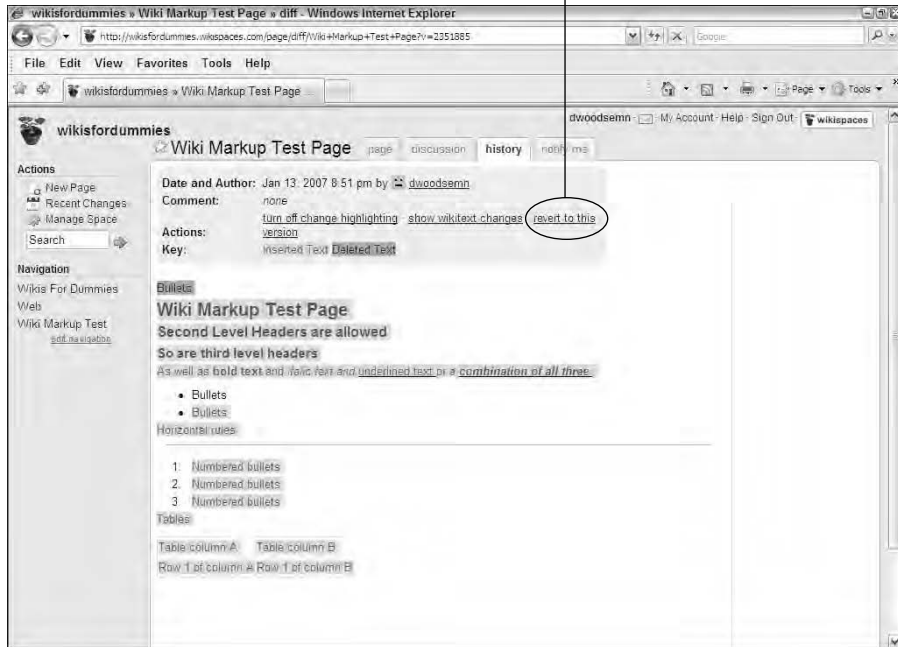 wikisfordummies » Wiki Markup Test Page » diff - Windows Internet Explorer
http://wikisfordummies.wikispaces.com/page/diff/Wiki+Markup+Test+Page?v=2351885
Google
File Edit View Favorites Tools Help
wikisfordummies » Wiki Markup Test Page
Page Tools
dwoodsemn · My Account · Help · Sign Out · wikispaces
wikisfordummies
Wiki Markup Test Page page discussion history notify me
Actions
New Page
Recent Changes
Manage Space
Search
Navigation
Wikis For Dummies
Web
Wiki Markup Test
edit navigation
Date and Author: Jan 13, 2007 8:51 pm by dwoodsemn
Comment: none
turn off change highlighting · show wikitext changes · revert to this
Actions: version
Key: Inserted Text Deleted Text
Bullets
Wiki Markup Test Page
Second Level Headers are allowed
So are third level headers
As well as bold text and italic text and underlined text or a combination of all three.
• Bullets
• Bullets
Horizontal rules
1. Numbered bullets
2. Numbered bullets
3. Numbered bullets
Tables
Table column A Table column B
Row 1 of column A Row 1 of column B